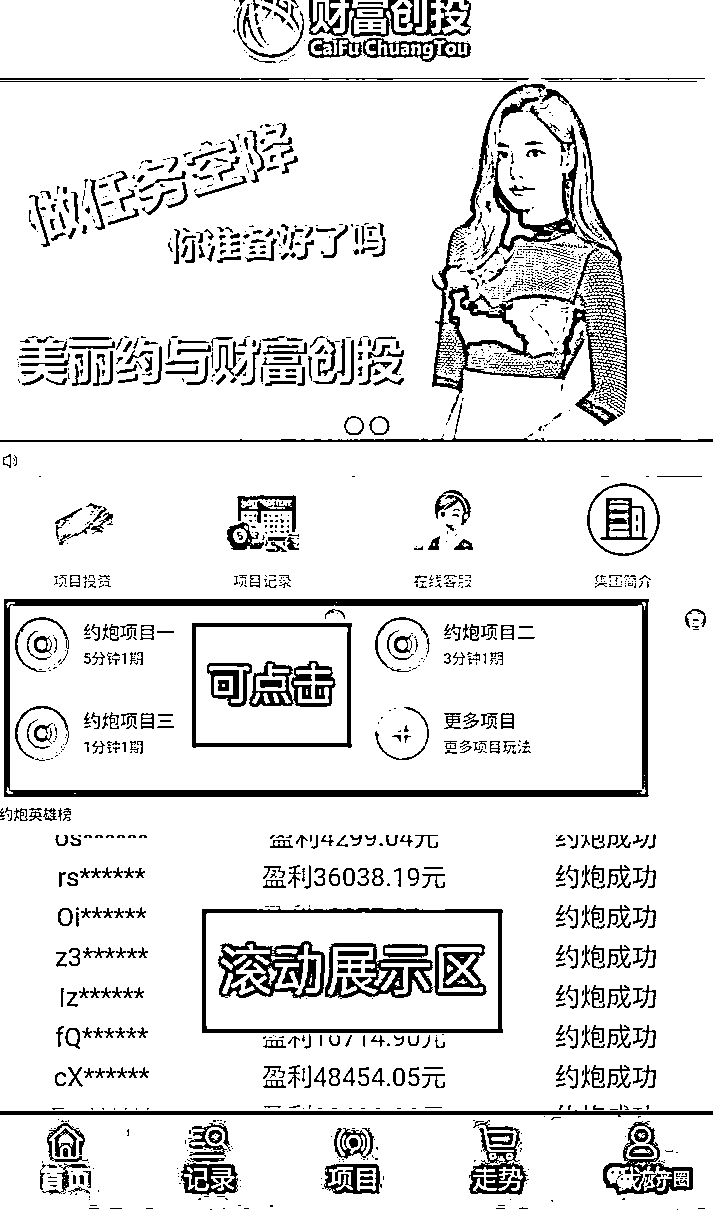 财富创投
CaiFu ChuangTou
做任务空降
你准备好了吗
美丽约与财富创投
项目投资 项目记录 在线客服 集团简介
约炮项目一 约炮项目二
5分钟1期 3分钟1期
可点击
约炮项目三 更多项目
1分钟1期 更多项目玩法
约炮英雄榜
os****** 盈利4299.04元 约炮成功
rs****** 盈利36038.19元 约炮成功
Oi****** 约炮成功
z3****** 约炮成功
滚动展示区
lz****** 约炮成功
fQ****** 盈利16714.90元 约炮成功
cX****** 盈利48454.05元 约炮成功
首页 记录 项目 走势